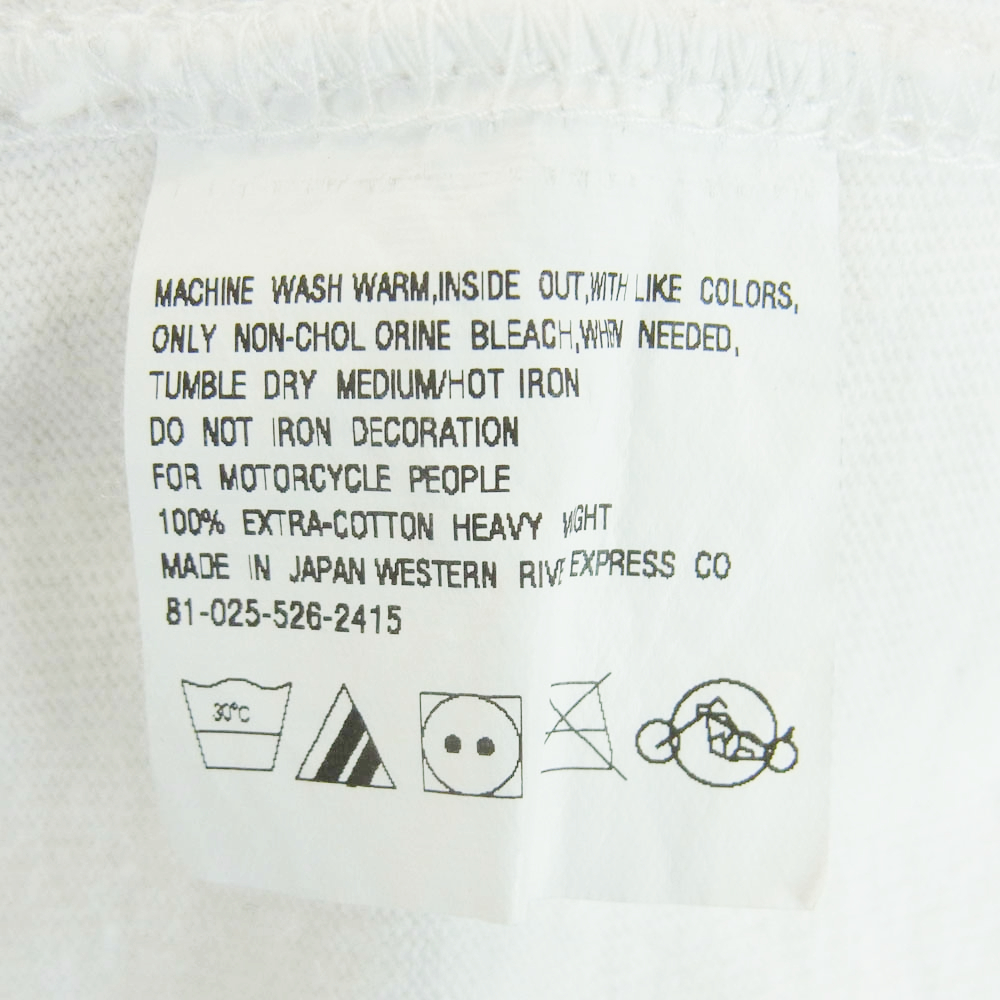 MACHINE WASH WARM,INSIDE OUT,WITH LIKE COLORS,
ONLY NON-CHOL ORINE BLEACH,WHEN NEEDED,
TUMBLE DRY MEDIUM/HOT IRON
DO NOT IRON DECORATION
FOR MOTORCYCLE PEOPLE
100% EXTRA-COTTON HEAVY
MADE IN JAPAN WESTERN EXPRESS CO
81-025-526-2415
30°C